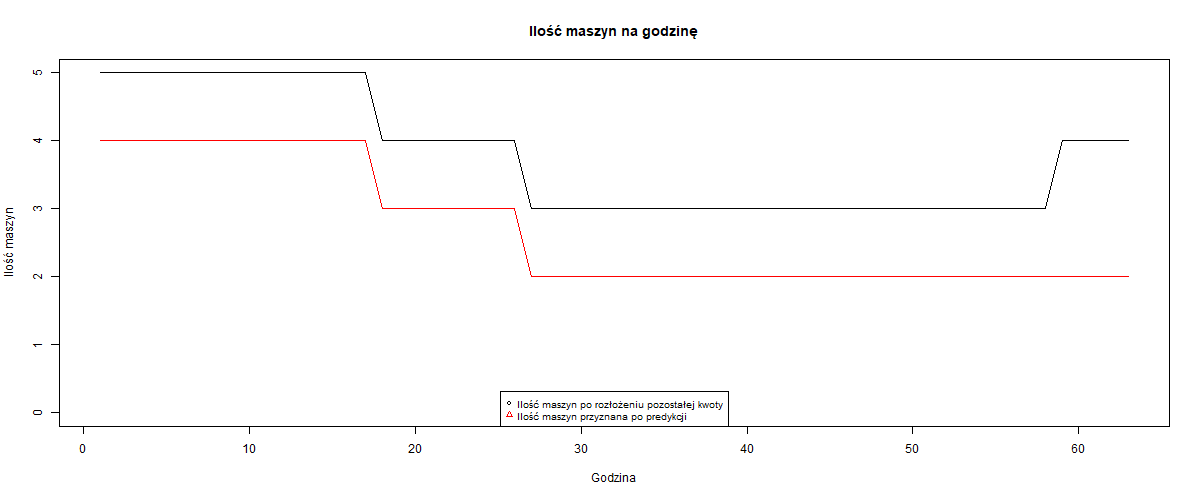 Ilość maszyn na godzinę
Ilość maszyn
5
4
3
2
1
0
Ilość maszyn po rozłożeniu pozostałej kwoty
Ilość maszyn przyznana po predykcji
0 10 20 30 40 50 60
Godzina